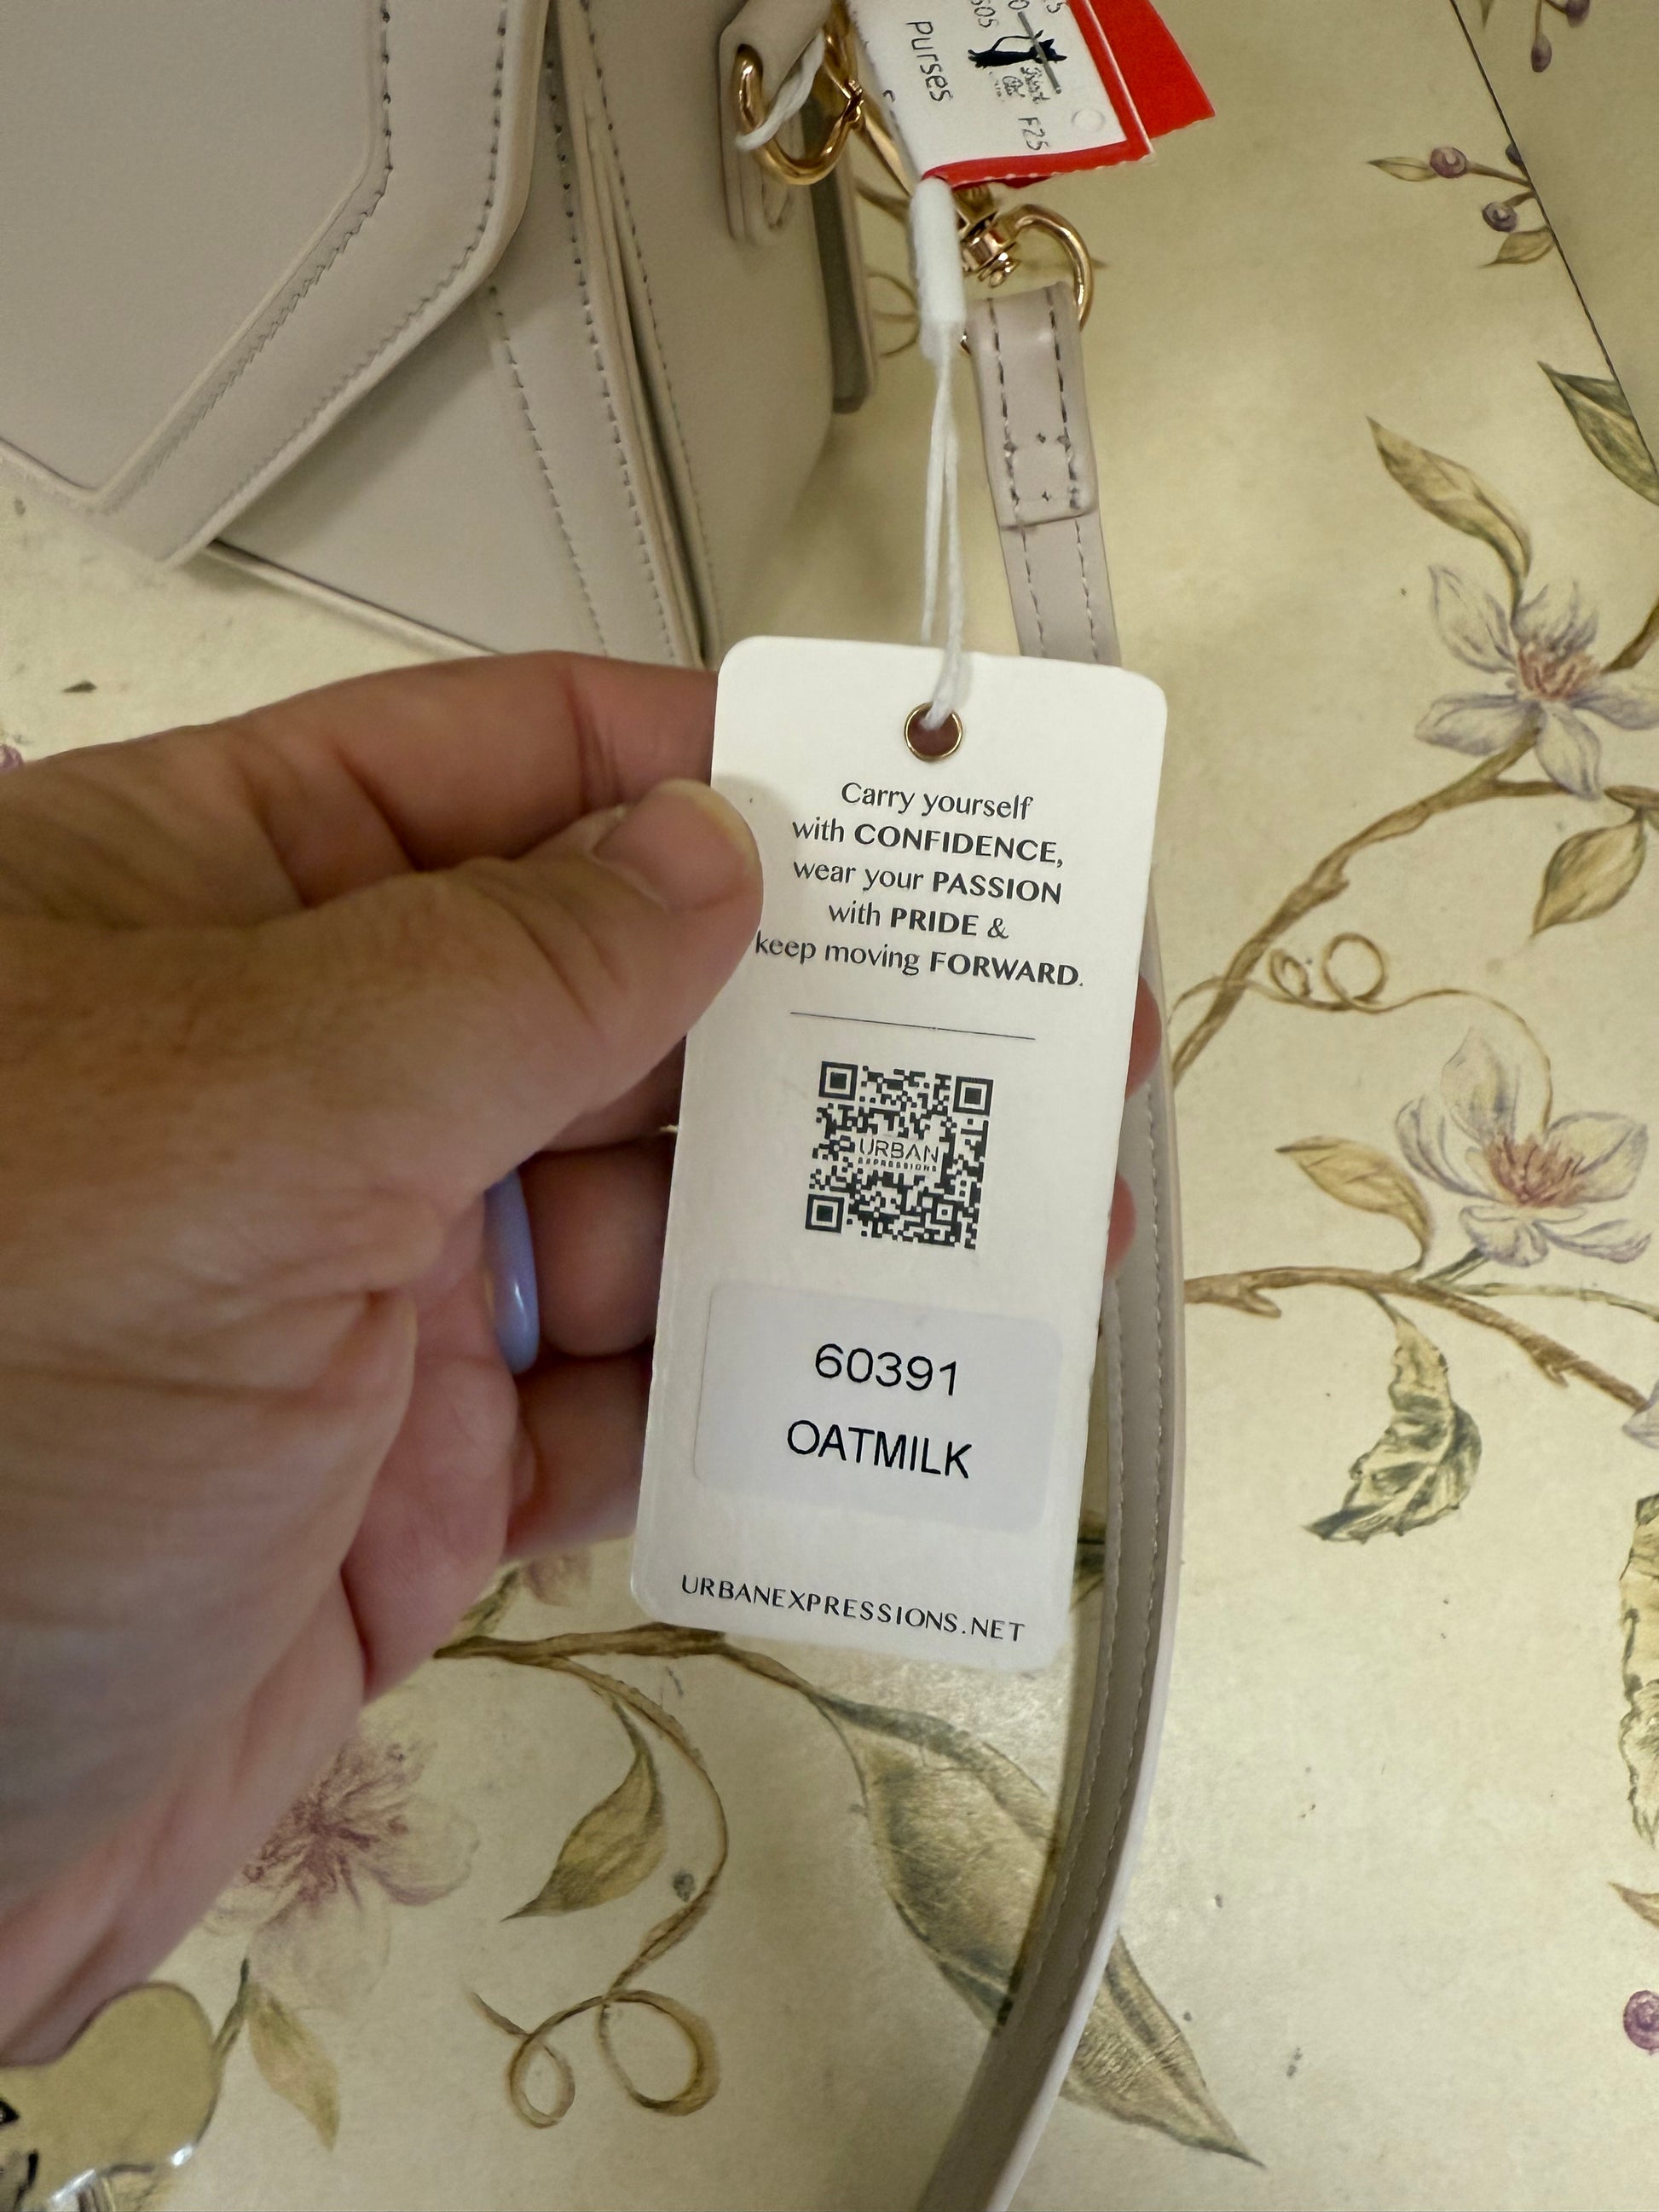 purses
F25
Carry yourself
with CONFIDENCE,
wear your PASSION
with PRIDE &
keep moving FORWARD.
URBAN
EXPRESSIONS
60391
OATMILK
URBANEXPRESSIONS.NET